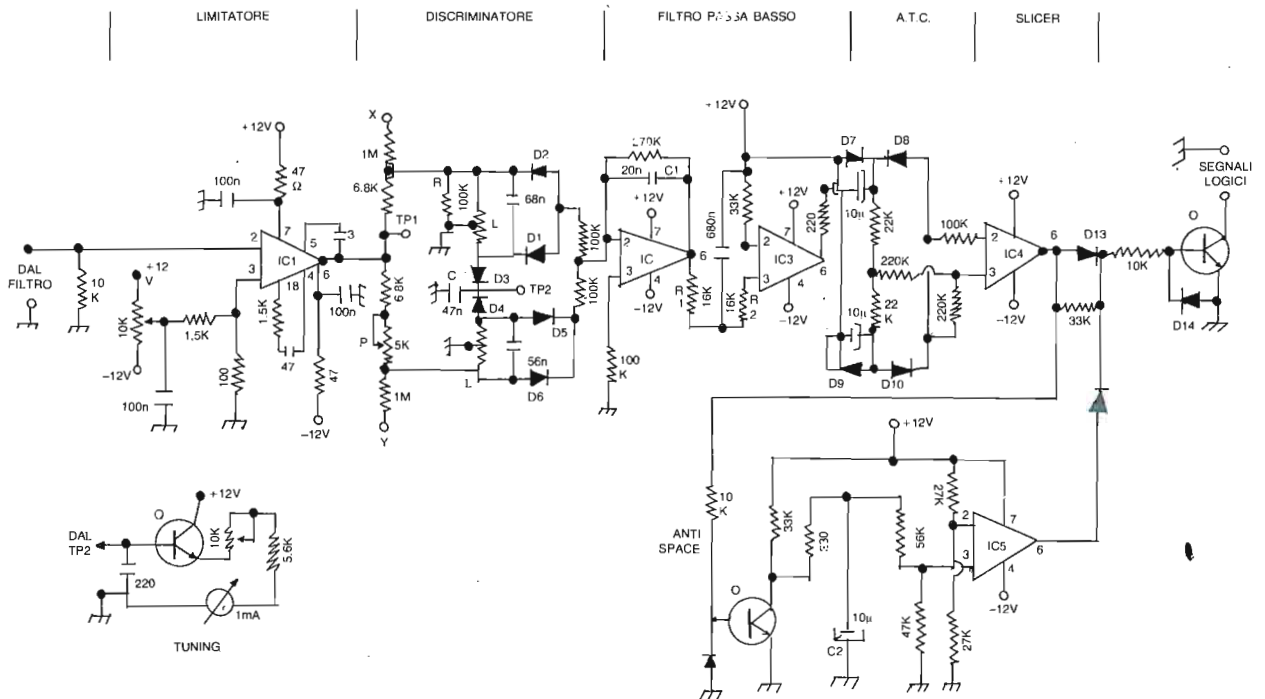 LIMITATORE
DISCRIMINATORE
FILTRO PASSA BASSO
A.T.C.
SLICER
+12V
47
Ω
100n
7
2
5
3
IC1
6
3
18
4
1.5K
47
100n
47
-12V
DAL
FILTRO
10
K
+12
V
10K
-12V
1,5K
100n
100
X
1M
6.8K
TP1
6.8K
P
5K
1M
Y
R
100K
L
68n
D2
D1
C
D3
47n
TP2
D4
D5
56n
L
D6
100K
100K
20n
C1
+12V
2
7
IC
6
3
4
-12V
100
K
R
1
16K
+12V
680n
33K
+12V
2
7
IC3
6
3
4
-12V
16K
R
2
220
D7
D8
10µ
22K
220K
22
K
10µ
D9
D10
100K
220K
+12V
2
IC4
6
3
-12V
D13
33K
10K
Q
D14
SEGNALI
LOGICI
+12V
Q
DAL
TP2
10K
5.6K
220
1mA
TUNING
10
K
ANTI
SPACE
33K
330
Q
10µ
C2
+12V
56K
47K
27K
2
7
IC5
6
3
4
-12V
27K